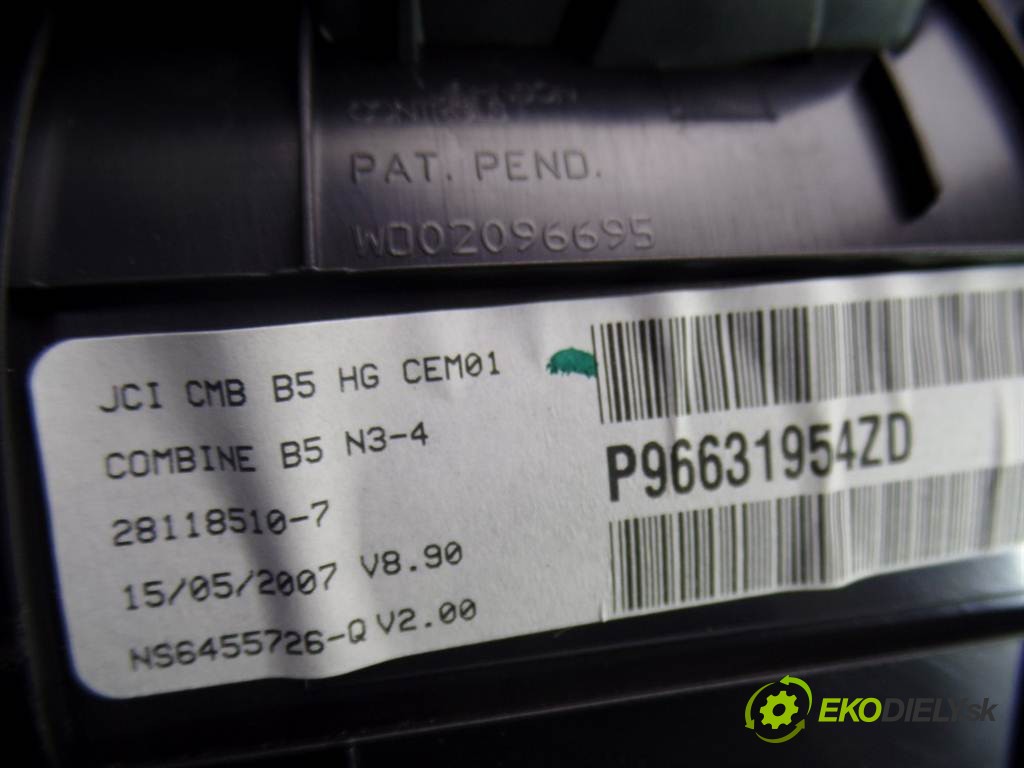 PAT. PEND.
WO02096695
JCI CMB B5 HG CEM01
COMBINE B5 N3-4
28118510-7
15/05/2007 V8.90
NS6455726-Q V2.00
P96631954ZD
EKODIELY.sk